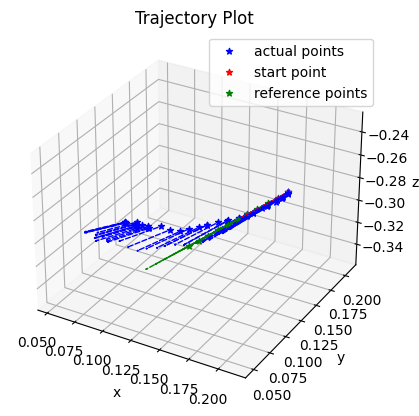 Trajectory Plot
actual points
start point
reference points
−0.24
−0.26
−0.28
−0.30
−0.32
−0.34
z
0.050
0.075
0.100
0.125
0.150
0.175
0.200
x
0.050
0.075
0.100
0.125
0.150
0.175
0.200
y